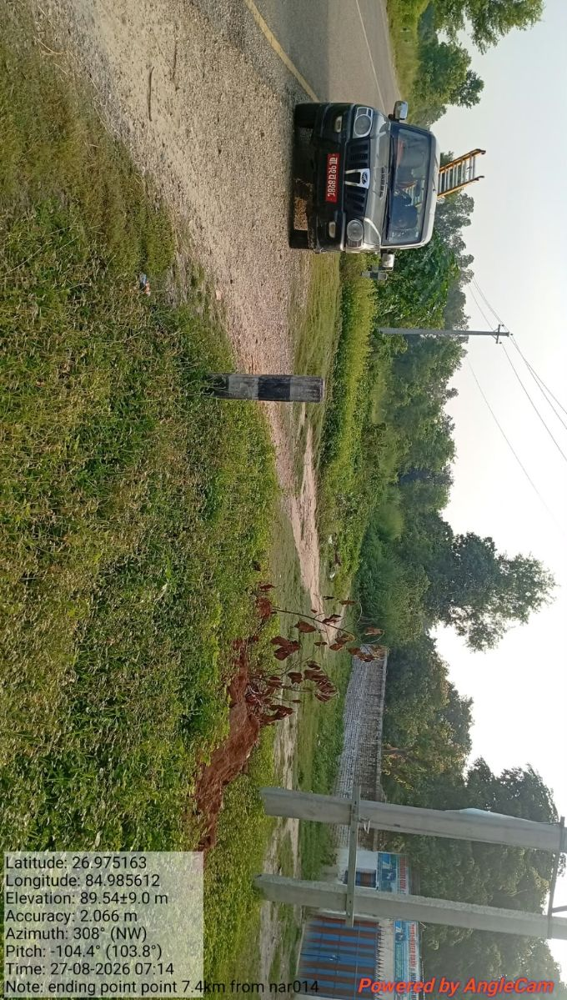 Latitude: 26.975163
Longitude: 84.985612
Elevation: 89.54±9.0 m
Accuracy: 2.066 m
Azimuth: 308° (NW)
Pitch: -104.4° (103.8°)
Time: 27-08-2026 07:14
Note: ending point point 7.4km from nar014
Powered by AngleCam